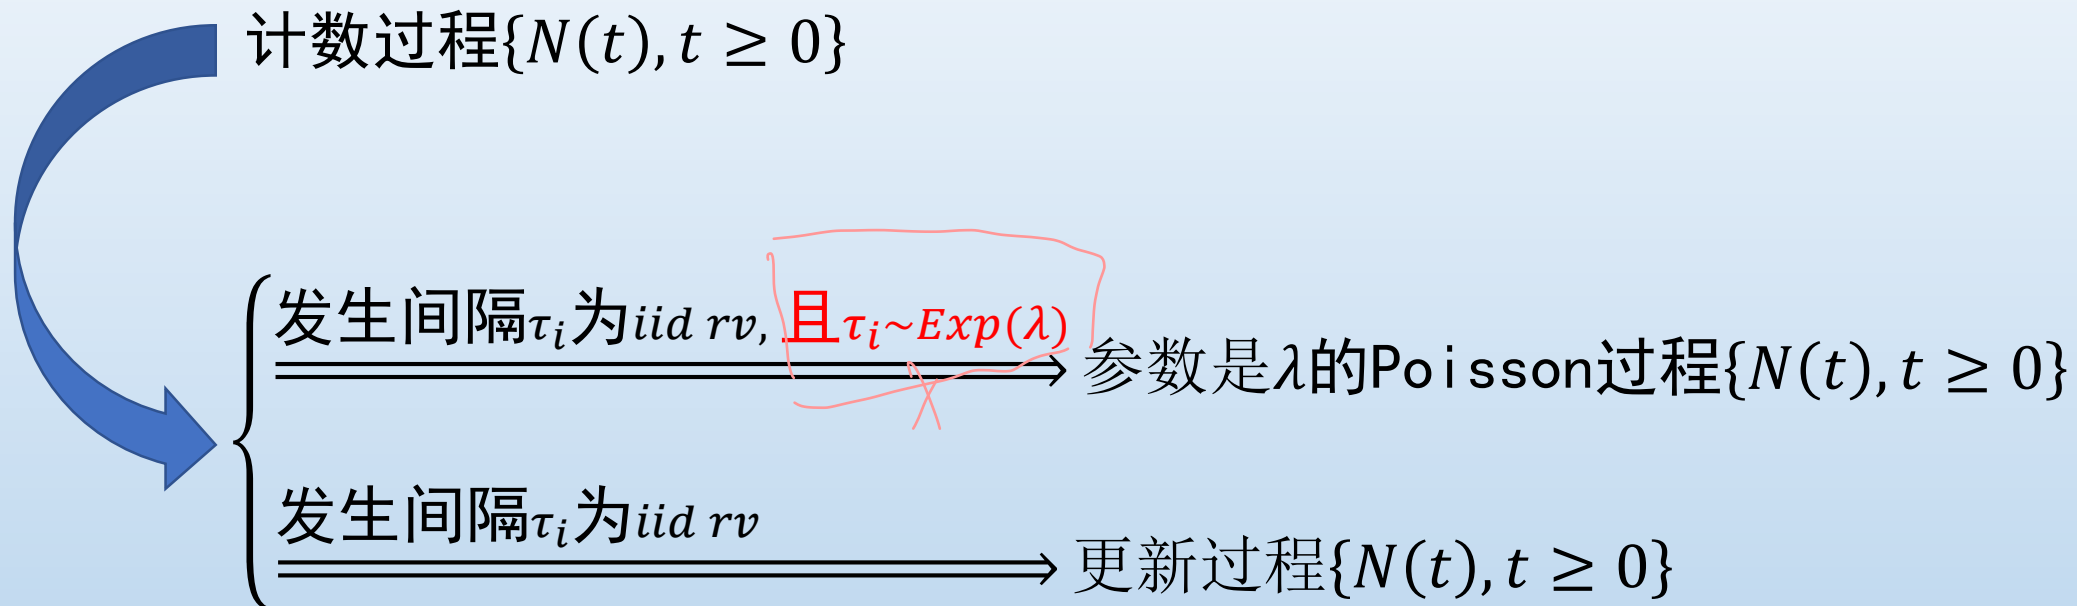 计数过程{N(t), t ≥ 0}
发生间隔τᵢ为iid rv, 且τᵢ~Exp(λ)
参数是λ的Poisson过程{N(t), t ≥ 0}
发生间隔τᵢ为iid rv
更新过程{N(t), t ≥ 0}